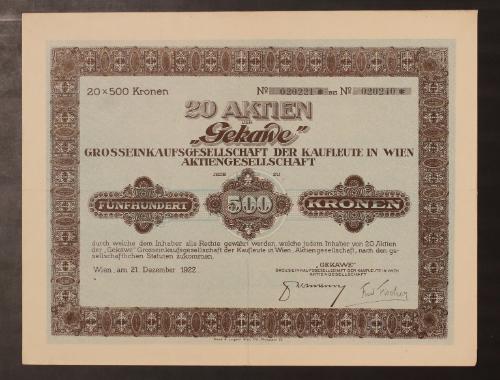 20 × 500 Kronen
Nº 020221 * BIS Nº 020240 *
20 AKTIEN
DER
„Gekawe"
GROSSEINKAUFSGESELLSCHAFT DER KAUFLEUTE IN WIEN
AKTIENGESELLSCHAFT
JEDE ZU
FÜNFHUNDERT 500 KRONEN
durch welche dem Inhaber alle Rechte gewährt werden, welche jedem Inhaber von 20 Aktien
der „Gekawe" Grosseinkaufsgesellschaft der Kaufleute in Wien Aktiengesellschaft, nach den ge-
sellschaftlichen Statuten zukommen.
Wien, am 21. Dezember 1922.
„GEKAWE"
GROSSEINKAUFSGESELLSCHAFT DER KAUFLEUTE IN WIEN
AKTIENGESELLSCHAFT